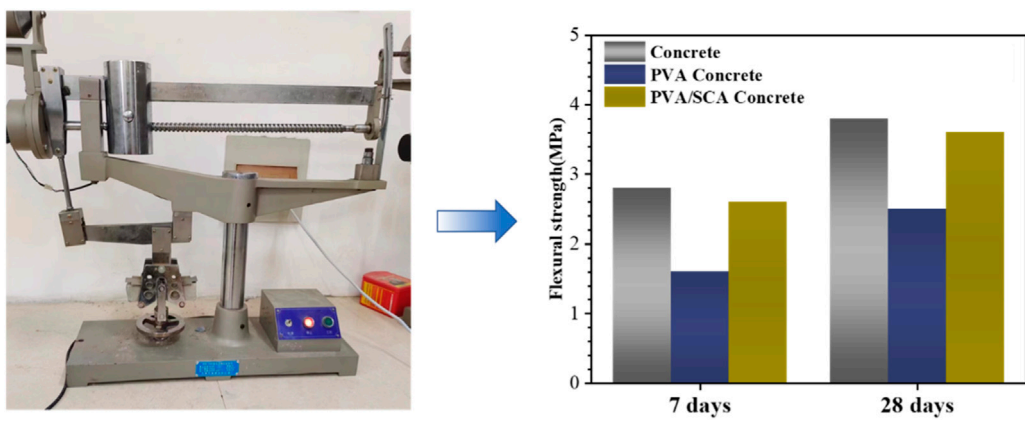 5
4
3
2
1
0
Flexural strength(MPa)
Concrete
PVA Concrete
PVA/SCA Concrete
7 days
28 days